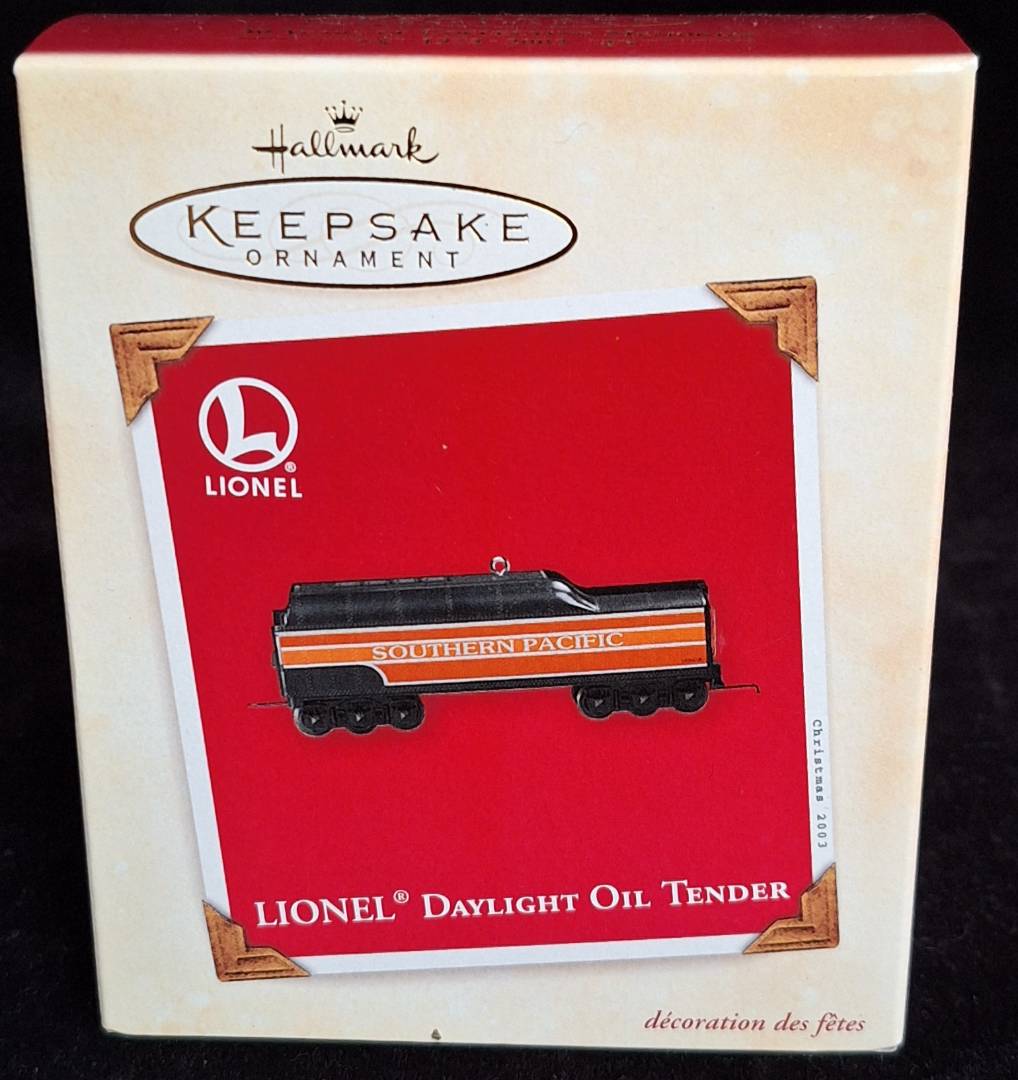 Hallmark
KEEPSAKE
ORNAMENT
L
LIONEL®
SOUTHERN PACIFIC
Christmas 2003
LIONEL® DAYLIGHT OIL TENDER
décoration des fêtes